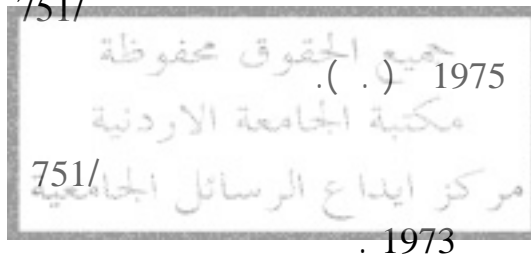 751/
جميع الحقوق محفوظة
1975 ( . ).
مكتبة الجامعة الاردنية
751/
مركز ايداع الرسائل الجامعية
1973 .